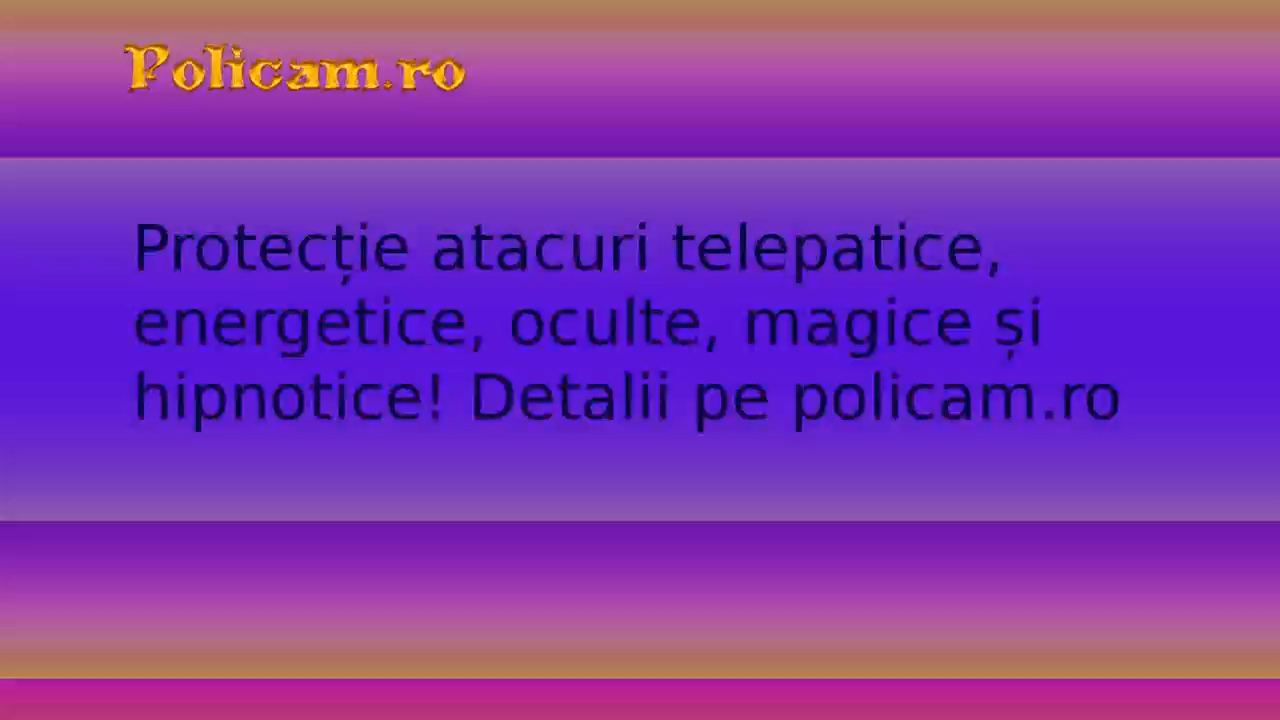 Policam.ro
Protecție atacuri telepatice,
energetice, oculte, magice și
hipnotice! Detalii pe policam.ro